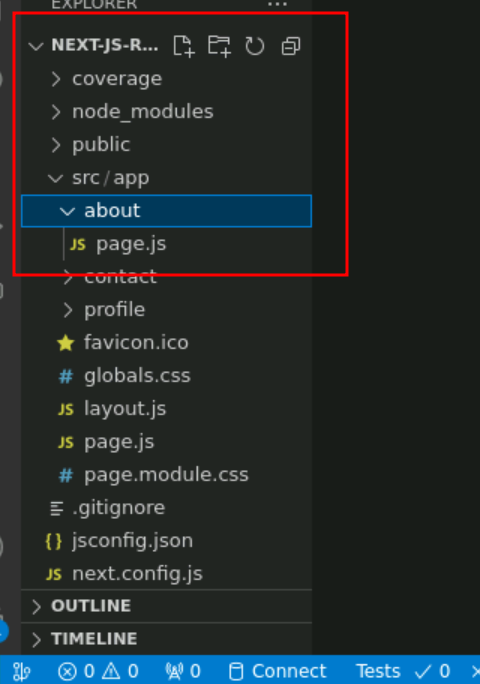 EXPLORER ...
NEXT-JS-R...
coverage
node_modules
public
src/app
about
JS page.js
contact
profile
favicon.ico
# globals.css
JS layout.js
JS page.js
# page.module.css
.gitignore
{} jsconfig.json
JS next.config.js
OUTLINE
TIMELINE
0 0 0 Connect Tests 0